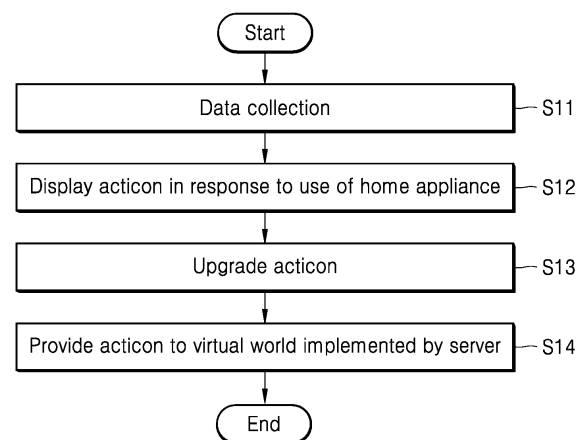 Start
Data collection
S11
Display acticon in response to use of home appliance
S12
Upgrade acticon
S13
Provide acticon to virtual world implemented by server
S14
End